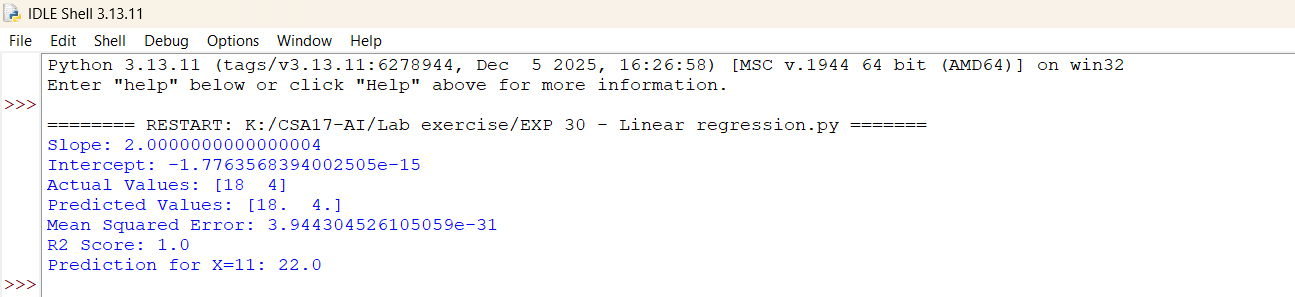 IDLE Shell 3.13.11
File Edit Shell Debug Options Window Help
Python 3.13.11 (tags/v3.13.11:6278944, Dec  5 2025, 16:26:58) [MSC v.1944 64 bit (AMD64)] on win32
Enter "help" below or click "Help" above for more information.
>>>
======== RESTART: K:/CSA17-AI/Lab exercise/EXP 30 - Linear regression.py =======
Slope: 2.0000000000000004
Intercept: -1.7763568394002505e-15
Actual Values: [18  4]
Predicted Values: [18.  4.]
Mean Squared Error: 3.944304526105059e-31
R2 Score: 1.0
Prediction for X=11: 22.0
>>>